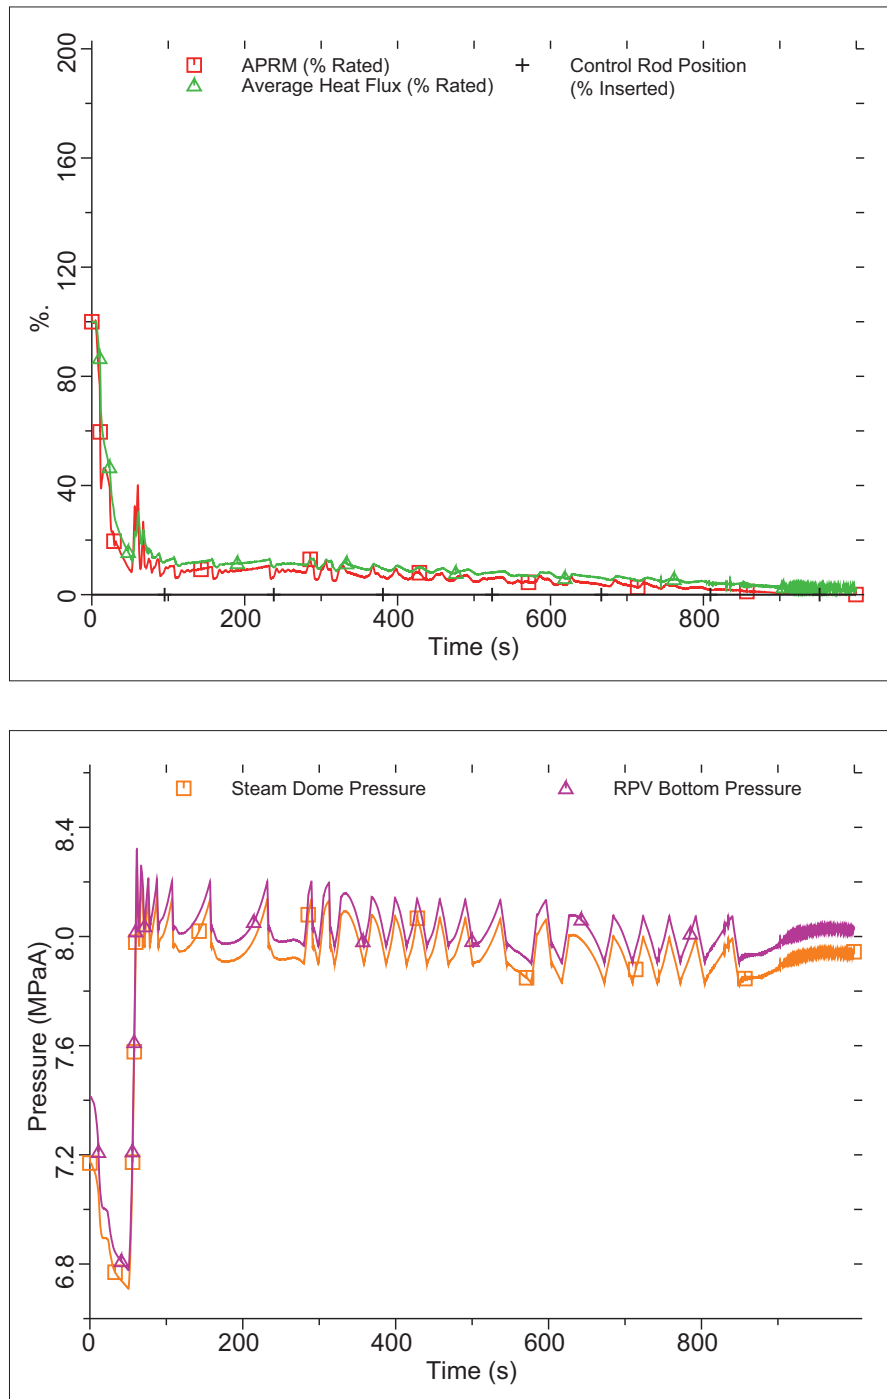 200
APRM (% Rated)
Control Rod Position
Average Heat Flux (% Rated)
(% Inserted)
160
120
%.
80
40
0
0 200 400 600 800
Time (s)
Steam Dome Pressure
RPV Bottom Pressure
8.4
8.0
Pressure (MPaA)
7.6
7.2
6.8
0 200 400 600 800
Time (s)